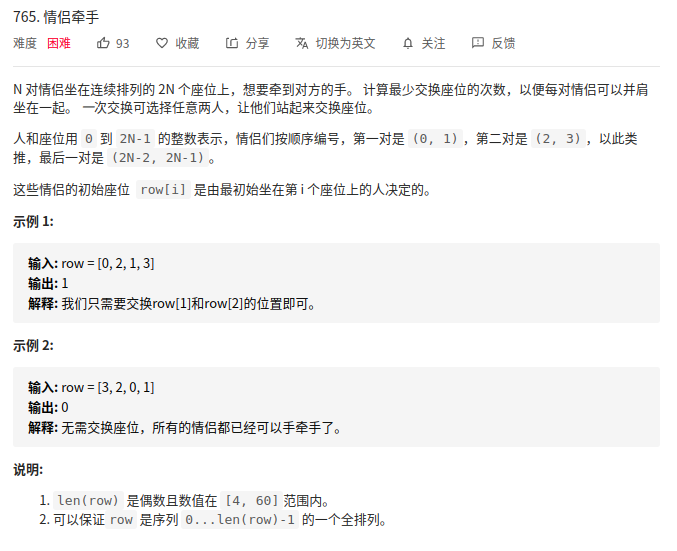 765. 情侣牵手
难度 困难 93 收藏 分享 切换为英文 关注 反馈
N 对情侣坐在连续排列的 2N 个座位上，想要牵到对方的手。 计算最少交换座位的次数，以便每对情侣可以并肩
坐在一起。 一次交换可选择任意两人，让他们站起来交换座位。
人和座位用 0 到 2N-1 的整数表示，情侣们按顺序编号，第一对是 (0, 1)，第二对是 (2, 3)，以此类
推，最后一对是 (2N-2, 2N-1)。
这些情侣的初始座位 row[i] 是由最初始坐在第 i 个座位上的人决定的。
示例 1:
输入: row = [0, 2, 1, 3]
输出: 1
解释: 我们只需要交换row[1]和row[2]的位置即可。
示例 2:
输入: row = [3, 2, 0, 1]
输出: 0
解释: 无需交换座位，所有的情侣都已经可以手牵手了。
说明:
1. len(row) 是偶数且数值在 [4, 60]范围内。
2. 可以保证row 是序列 0...len(row)-1 的一个全排列。